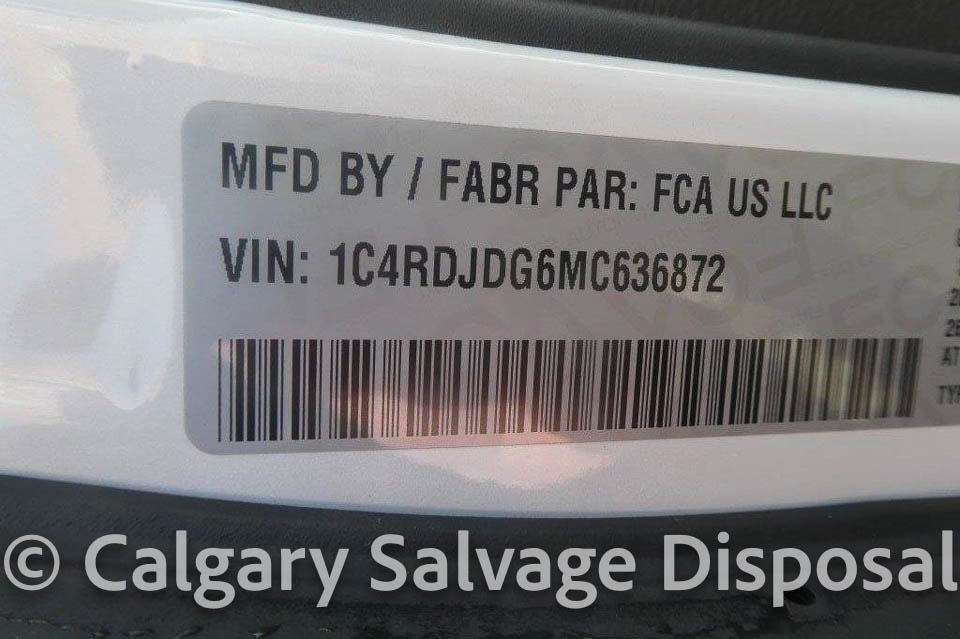 MFD BY / FABR PAR: FCA US LLC
VIN: 1C4RDJDG6MC636872
© Calgary Salvage Disposal